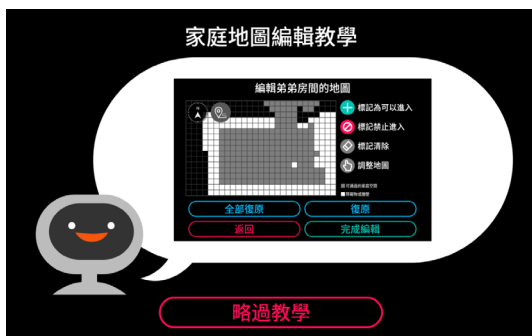 家庭地圖編輯教學
編輯弟弟房間的地圖
N
標記為可以進入
標記禁止進入
標記清除
調整地圖
全部復原
復原
返回
完成編輯
略過教學